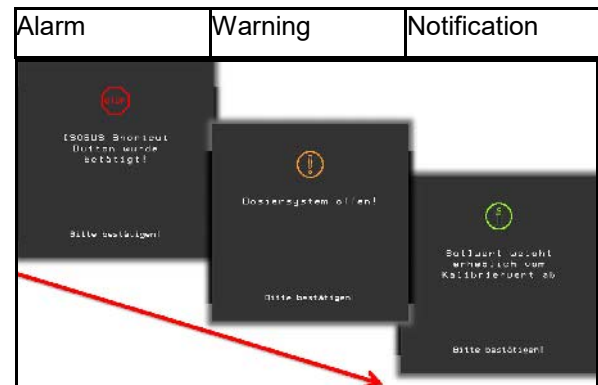 Alarm
Warning
Notification
STOP
ISOBUS Shortcut
Button wurde
betätigt!
Bitte bestätigen!
Dosiersystem offen!
Bitte bestätigen
Sollwert weicht
erheblich vom
Kalibrierwert ab
Bitte bestätigen!